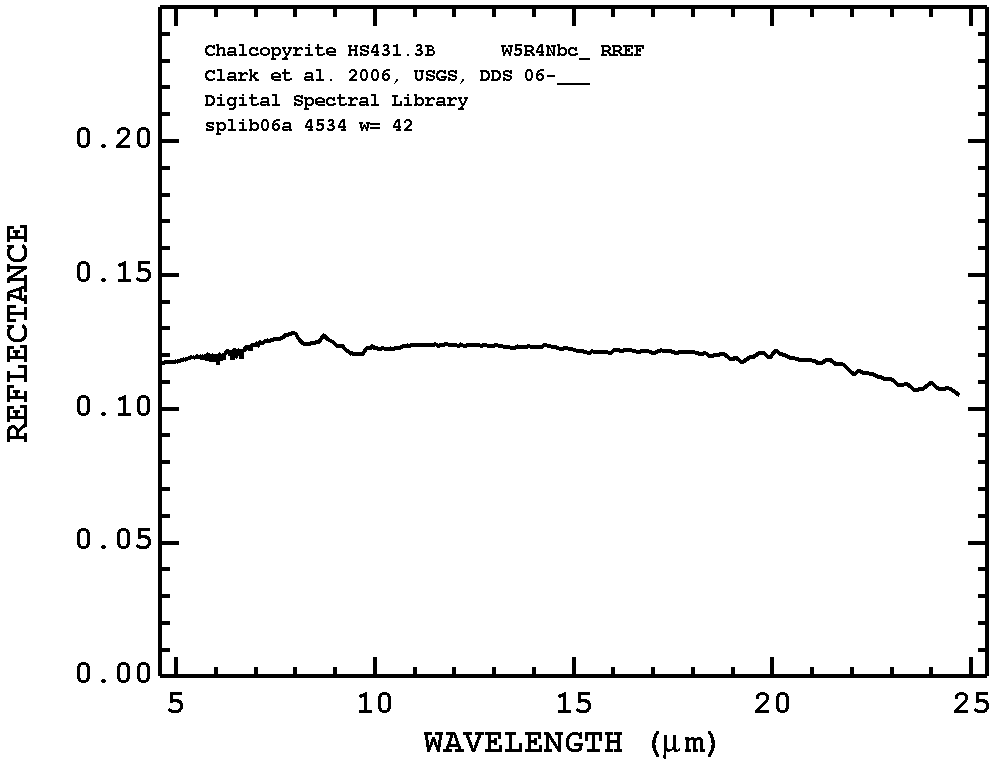 Chalcopyrite HS431.3B W5R4Nbc_ RREF
Clark et al. 2006, USGS, DDS 06-___
Digital Spectral Library
splib06a 4534 w= 42
0.20
0.15
0.10
0.05
0.00
REFLECTANCE
5 10 15 20 25
WAVELENGTH (μm)